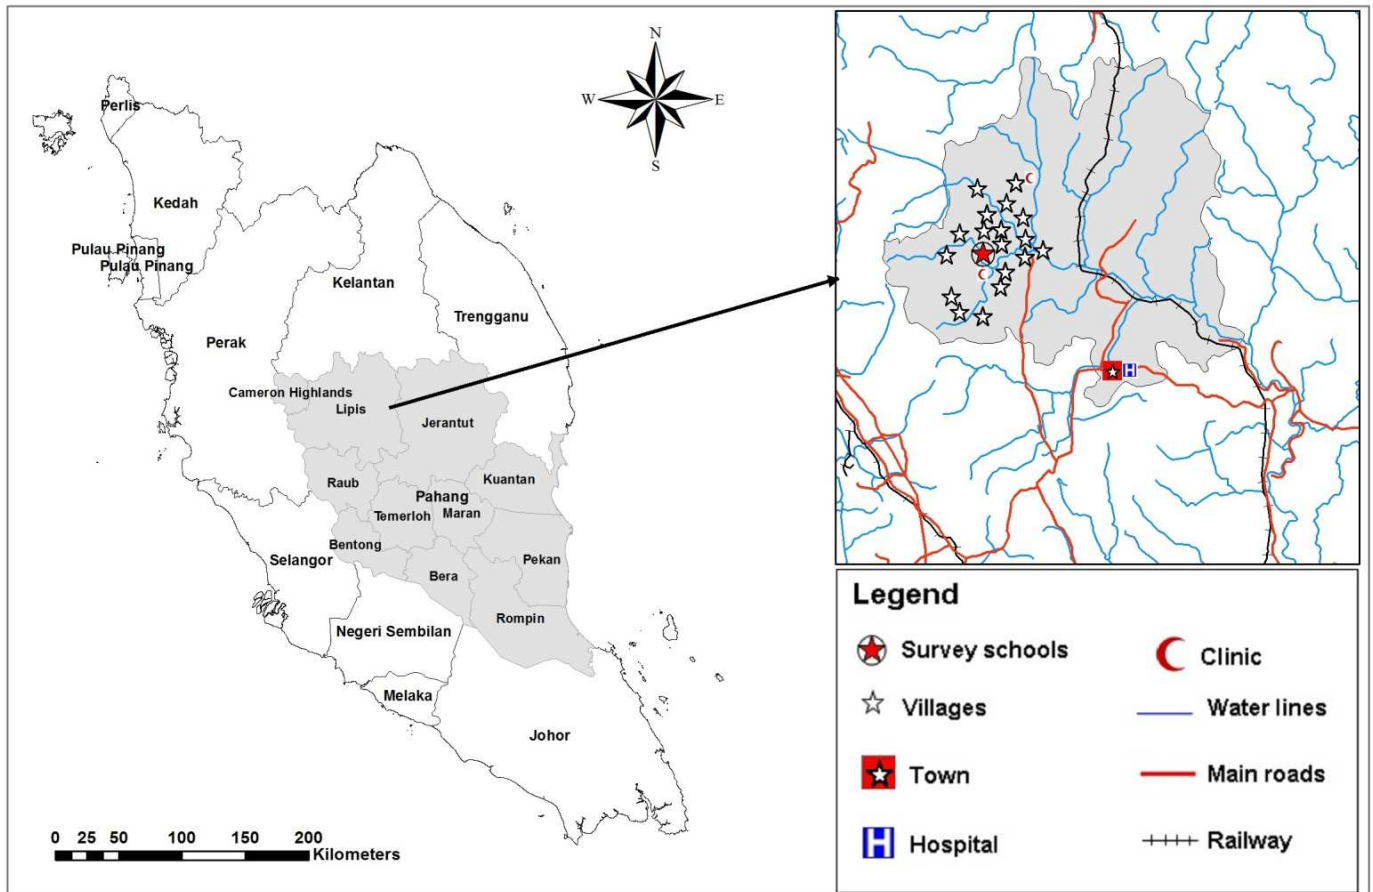 N
W
E
S
Perlis
Kedah
Pulau Pinang
Pulau Pinang
Kelantan
Trengganu
Perak
Cameron Highlands
Lipis
Jerantut
Raub
Kuantan
Pahang
Temerloh
Maran
Bentong
Selangor
Pekan
Bera
Rompin
Negeri Sembilan
Melaka
Johor
0 25 50 100 150 200
Kilometers
H
Legend
Survey schools
Clinic
Villages
Water lines
Town
Main roads
H
Hospital
Railway